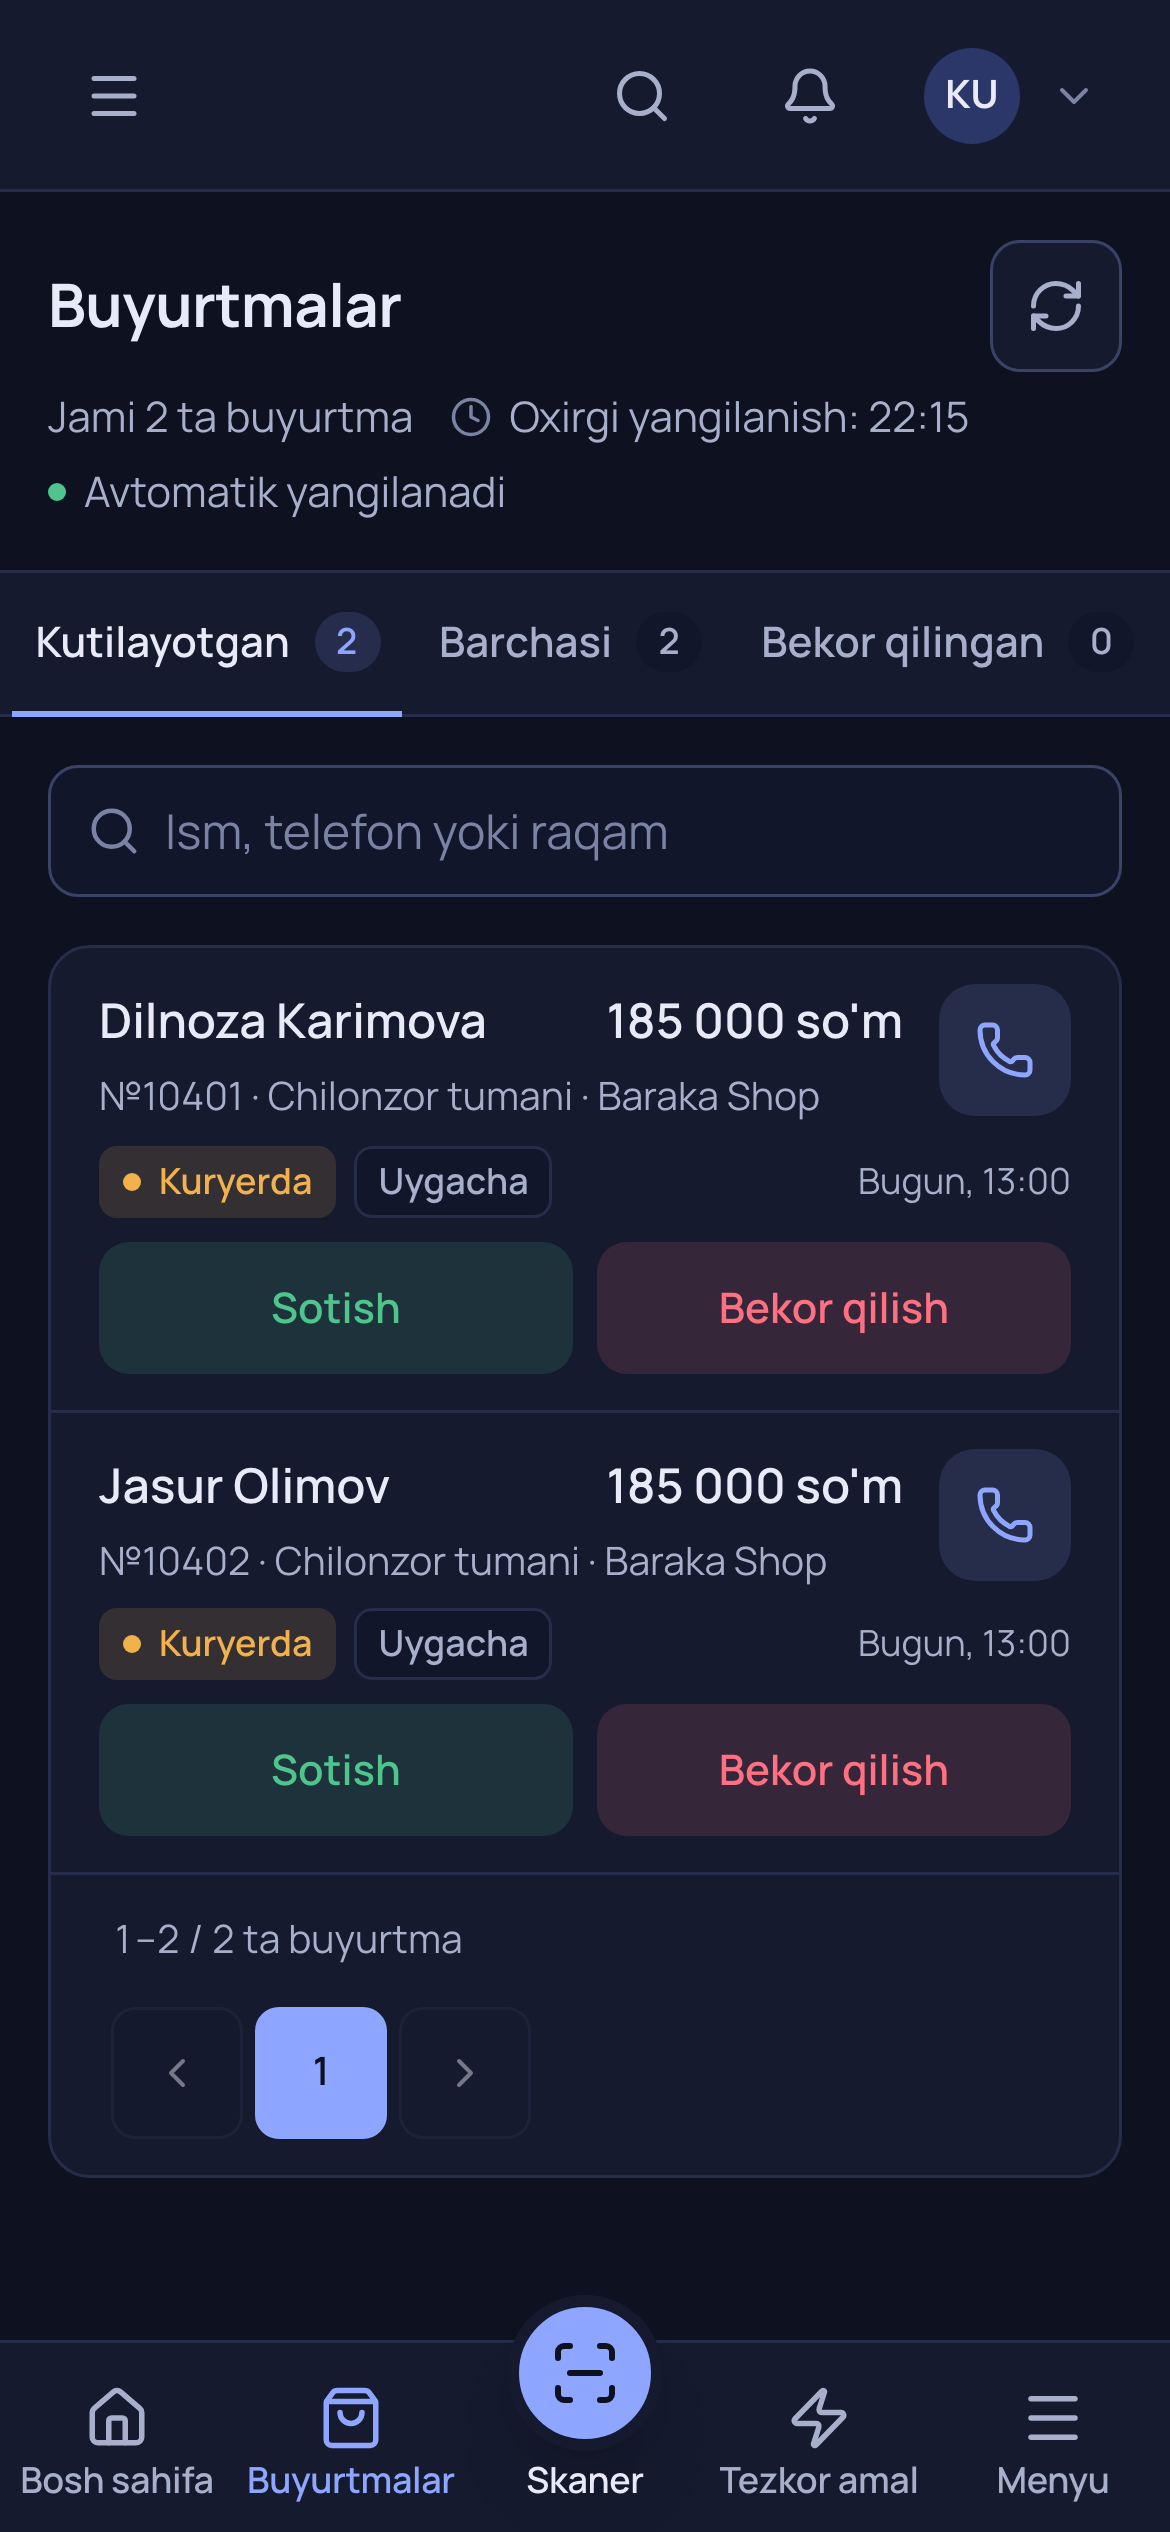 KU
Buyurtmalar
Jami 2 ta buyurtma Oxirgi yangilanish: 22:15
Avtomatik yangilanadi
Kutilayotgan 2 Barchasi 2 Bekor qilingan 0
Ism, telefon yoki raqam
Dilnoza Karimova 185 000 so'm
№10401 · Chilonzor tumani · Baraka Shop
Kuryerda Uygacha Bugun, 13:00
Sotish Bekor qilish
Jasur Olimov 185 000 so'm
№10402 · Chilonzor tumani · Baraka Shop
Kuryerda Uygacha Bugun, 13:00
Sotish Bekor qilish
1–2 / 2 ta buyurtma
1
Bosh sahifa Buyurtmalar Skaner Tezkor amal Menyu